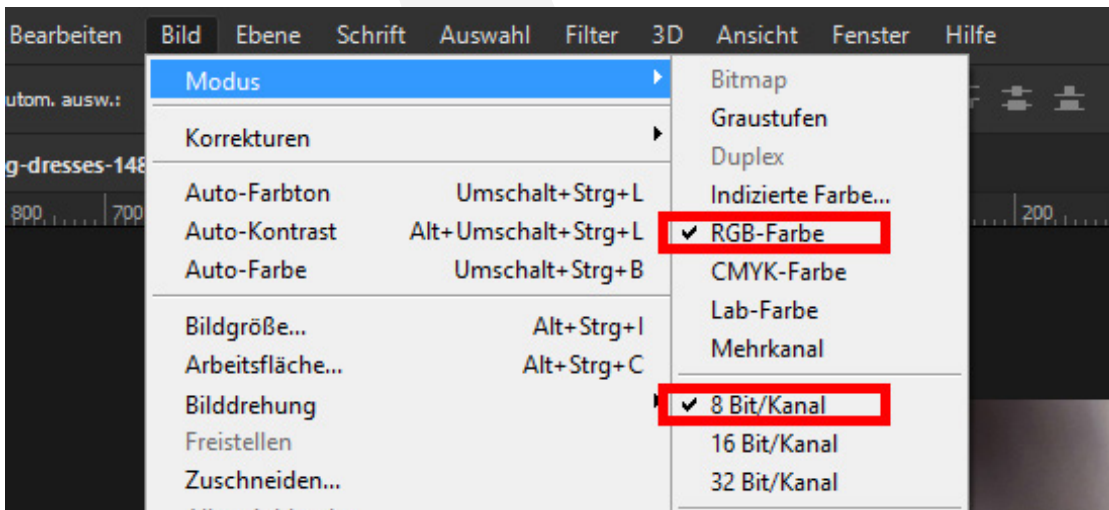 Bearbeiten Bild Ebene Schrift Auswahl Filter 3D Ansicht Fenster Hilfe
utom. ausw.:
g-dresses-148
800 700 200
Modus
Korrekturen
Auto-Farbton Umschalt+Strg+L
Auto-Kontrast Alt+Umschalt+Strg+L
Auto-Farbe Umschalt+Strg+B
Bildgröße... Alt+Strg+I
Arbeitsfläche... Alt+Strg+C
Bilddrehung
Freistellen
Zuschneiden...
Bitmap
Graustufen
Duplex
Indizierte Farbe...
RGB-Farbe
CMYK-Farbe
Lab-Farbe
Mehrkanal
8 Bit/Kanal
16 Bit/Kanal
32 Bit/Kanal